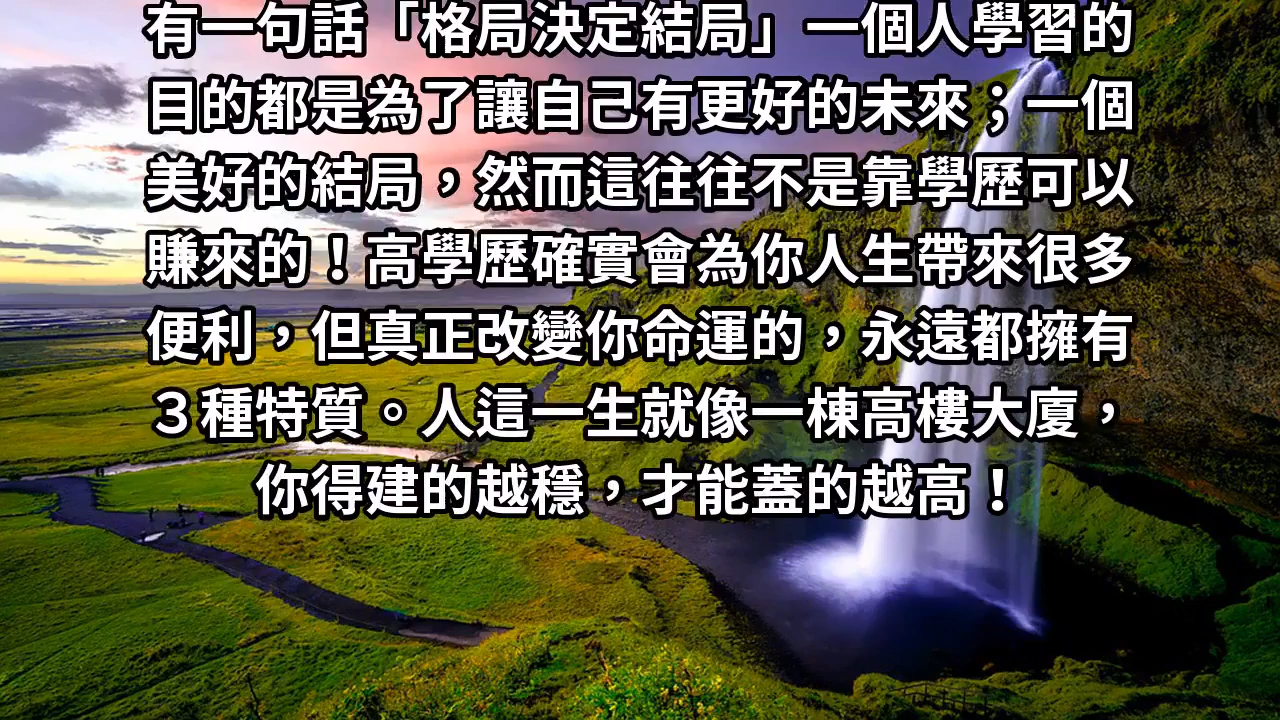 有一句話「格局決定結局」一個人學習的
目的都是為了讓自己有更好的未來；一個
美好的結局，然而這往往不是靠學歷可以
賺來的！高學歷確實會為你人生帶來很多
便利，但真正改變你命運的，永遠都擁有
３種特質。人這一生就像一棟高樓大廈，
你得建的越穩，才能蓋的越高！